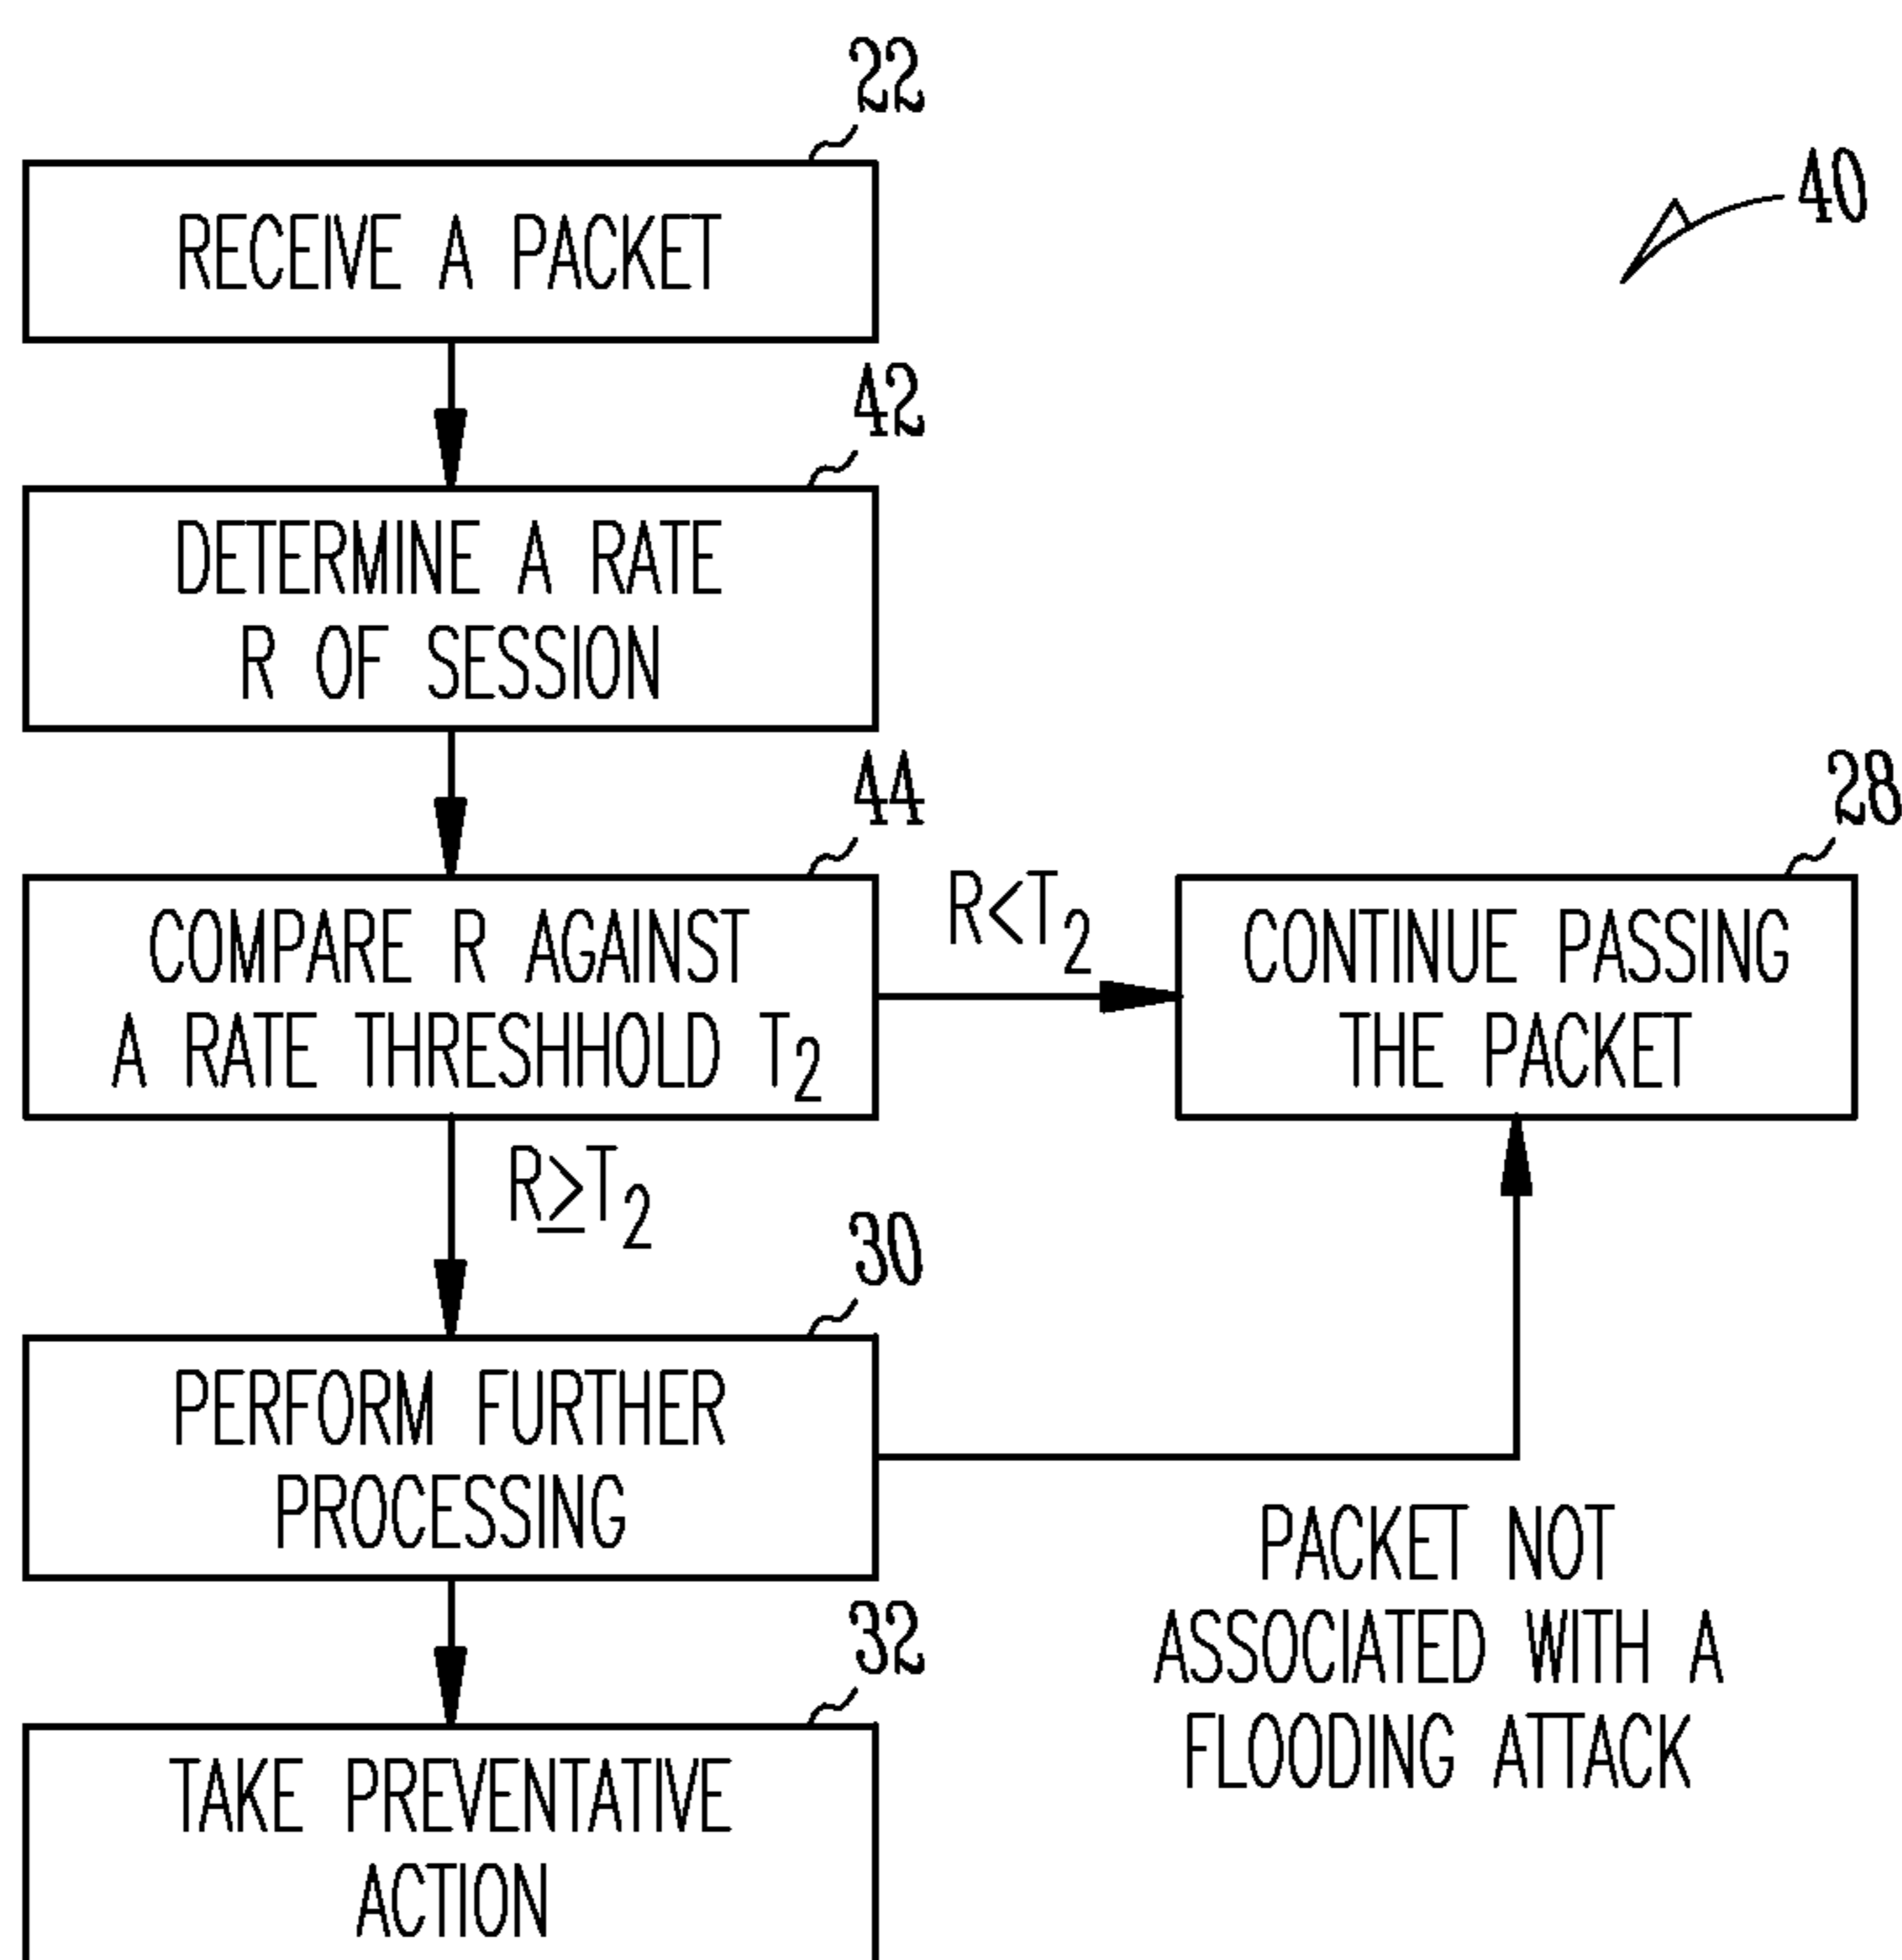 22
RECEIVE A PACKET
40
42
DETERMINE A RATE
R OF SESSION
44
COMPARE R AGAINST
A RATE THRESHHOLD T₂
R<T₂
28
CONTINUE PASSING
THE PACKET
R≥T₂
30
PERFORM FURTHER
PROCESSING
PACKET NOT
ASSOCIATED WITH A
FLOODING ATTACK
32
TAKE PREVENTATIVE
ACTION